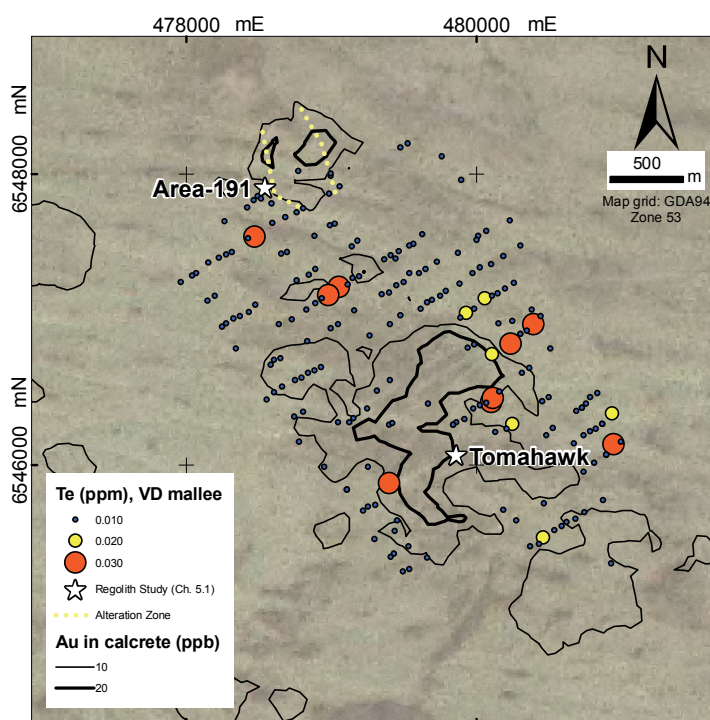 478000 mE
480000 mE
mN
6548000
6546000
mN
N
500
m
Map grid: GDA94
Zone 53
Area-191
Tomahawk
Te (ppm), VD mallee
0.010
0.020
0.030
Regolith Study (Ch. 5.1)
Alteration Zone
Au in calcrete (ppb)
10
20